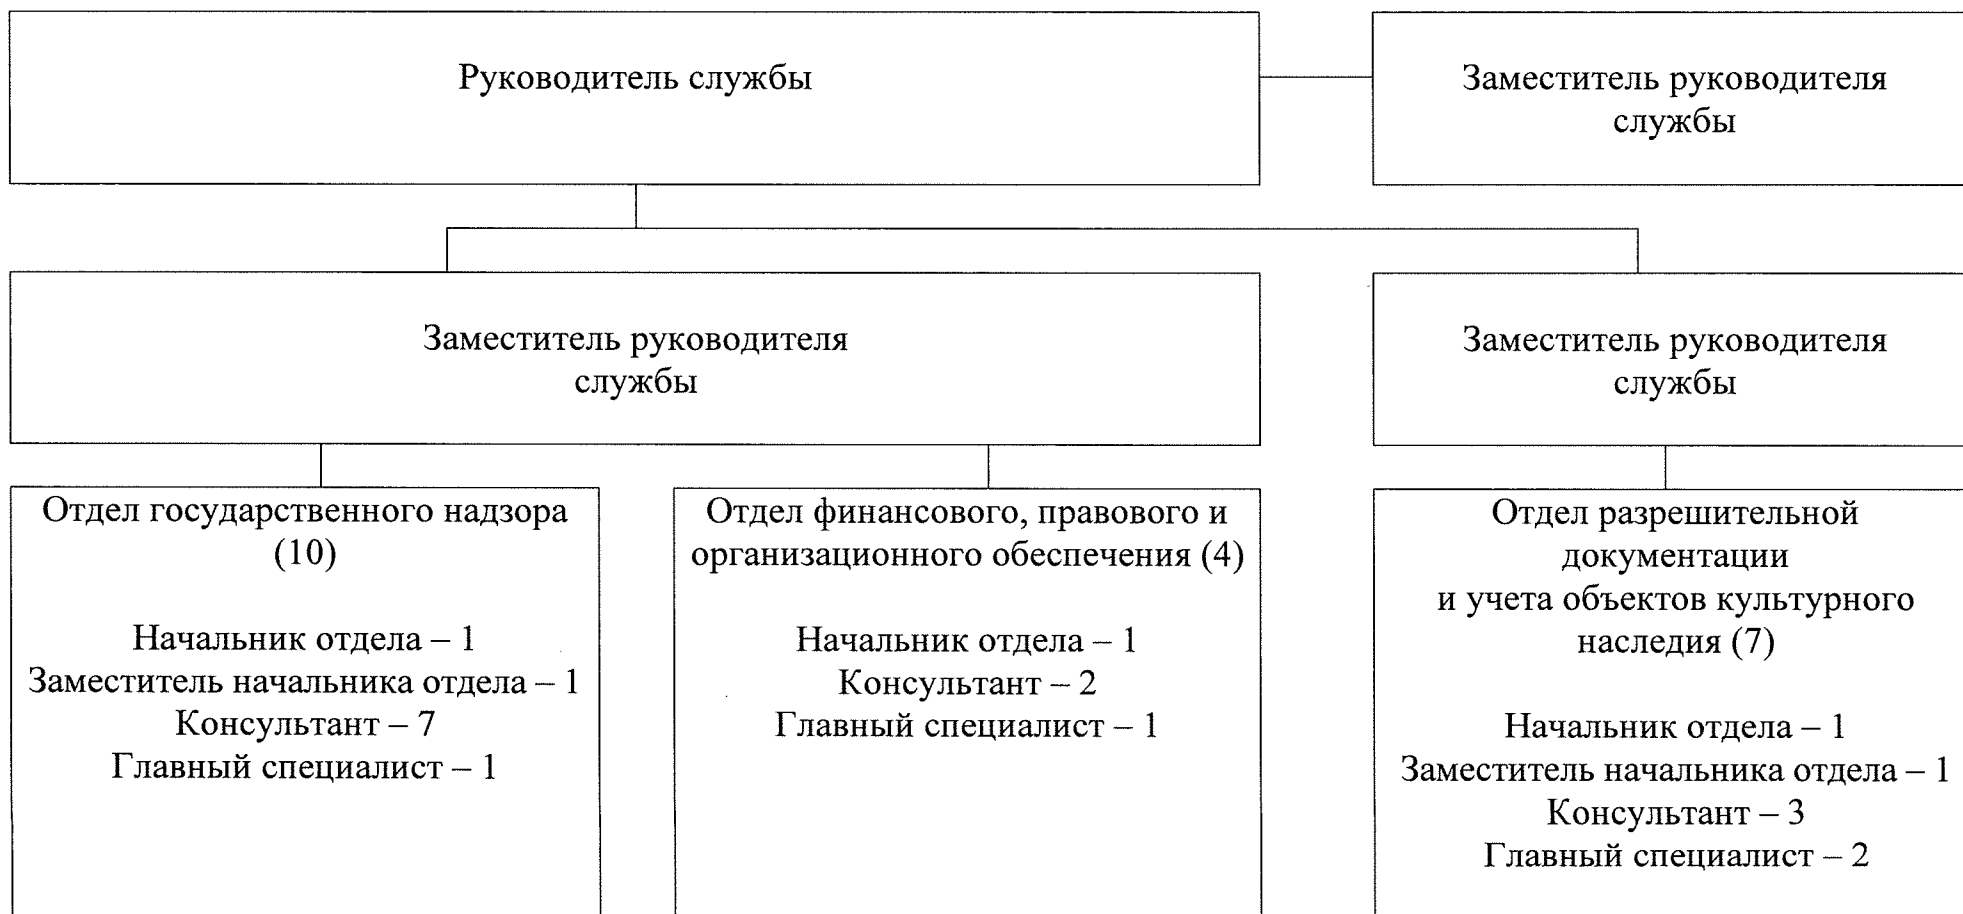 Руководитель службы
Заместитель руководителя
службы
Заместитель руководителя
службы
Заместитель руководителя
службы
Отдел государственного надзора
(10)
Начальник отдела – 1
Заместитель начальника отдела – 1
Консультант – 7
Главный специалист – 1
Отдел финансового, правового и
организационного обеспечения (4)
Начальник отдела – 1
Консультант – 2
Главный специалист – 1
Отдел разрешительной
документации
и учета объектов культурного
наследия (7)
Начальник отдела – 1
Заместитель начальника отдела – 1
Консультант – 3
Главный специалист – 2